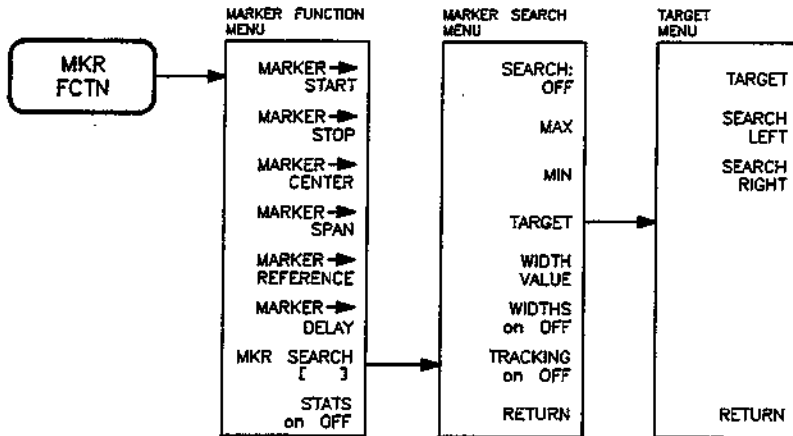 MKR
FCTN
MARKER FUNCTION
MENU
MARKER
START
MARKER
STOP
MARKER
CENTER
MARKER
SPAN
MARKER
REFERENCE
MARKER
DELAY
MKR SEARCH
[ ]
STATS
on OFF
MARKER SEARCH
MENU
SEARCH:
OFF
MAX
MIN
TARGET
WIDTH
VALUE
WIDTHS
on OFF
TRACKING
on OFF
RETURN
TARGET
MENU
TARGET
SEARCH
LEFT
SEARCH
RIGHT
RETURN